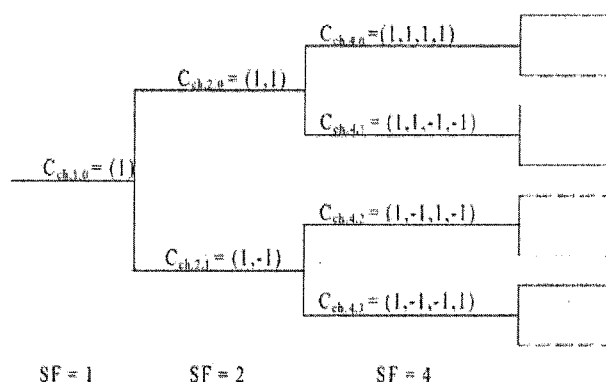 C_ch,4,0 = (1,1,1,1)
C_ch,2,0 = (1,1)
C_ch,4,1 = (1,1,-1,-1)
C_ch,1,0 = (1)
C_ch,4,2 = (1,-1,1,-1)
C_ch,2,1 = (1,-1)
C_ch,4,3 = (1,-1,-1,1)
SF = 1 SF = 2 SF = 4